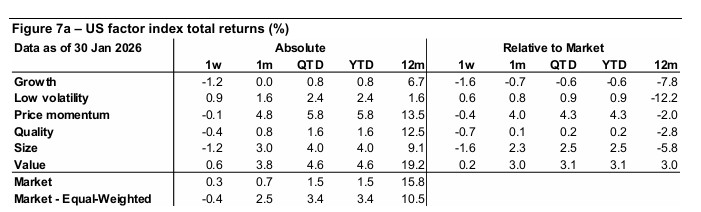 Figure 7a – US factor index total returns (%)
Data as of 30 Jan 2026 Absolute Relative to Market
1w 1m QTD YTD 12m 1w 1m QTD YTD 12m
Growth -1.2 0.0 0.8 0.8 6.7 -1.6 -0.7 -0.6 -0.6 -7.8
Low volatility 0.9 1.6 2.4 2.4 1.6 0.6 0.8 0.9 0.9 -12.2
Price momentum -0.1 4.8 5.8 5.8 13.5 -0.4 4.0 4.3 4.3 -2.0
Quality -0.4 0.8 1.6 1.6 12.5 -0.7 0.1 0.2 0.2 -2.8
Size -1.2 3.0 4.0 4.0 9.1 -1.6 2.3 2.5 2.5 -5.8
Value 0.6 3.8 4.6 4.6 19.2 0.2 3.0 3.1 3.1 3.0
Market 0.3 0.7 1.5 1.5 15.8
Market - Equal-Weighted -0.4 2.5 3.4 3.4 10.5